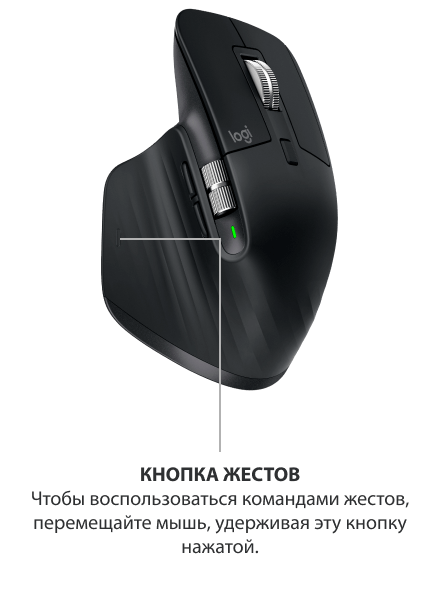 logi
КНОПКА ЖЕСТОВ
Чтобы воспользоваться командами жестов,
перемещайте мышь, удерживая эту кнопку
нажатой.